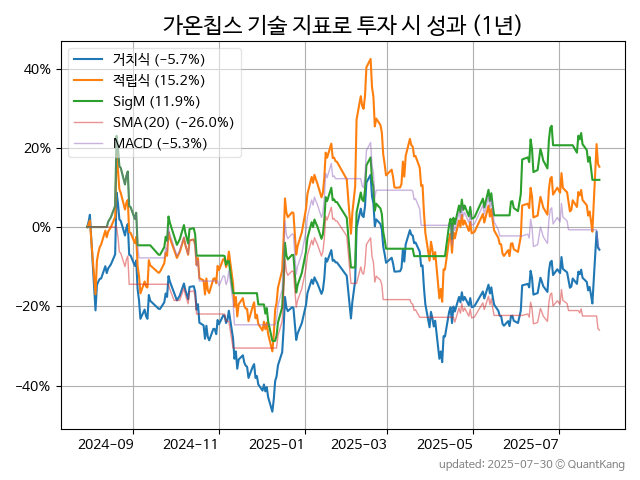 가온칩스 기술 지표로 투자 시 성과 (1년)
거치식 (−5.7%)
적립식 (15.2%)
SigM (11.9%)
SMA(20) (−26.0%)
MACD (−5.3%)
40%
20%
0%
−20%
−40%
2024-09
2024-11
2025-01
2025-03
2025-05
2025-07
updated: 2025-07-30 © QuantKang